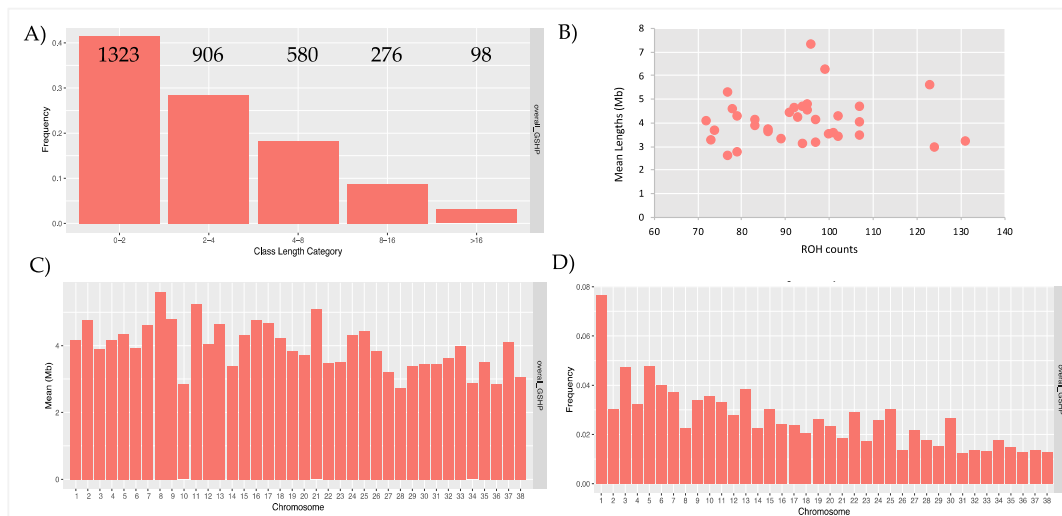 A)
1323 906 580 276 98
0.4
0.3
0.2
0.1
0.0
Frequency
0-2 2-4 4-8 8-16 >16
Class Length Category
overall_GSHP
B)
8
7
6
5
4
3
2
1
0
Mean Lengths (Mb)
60 70 80 90 100 110 120 130 140
ROH counts
C)
4
2
0
Mean (Mb)
1 2 3 4 5 6 7 8 9 10 11 12 13 14 15 16 17 18 19 20 21 22 23 24 25 26 27 28 29 30 31 32 33 34 35 36 37 38
Chromosome
overall_GSHP
D)
0.08
0.06
0.04
0.02
0.00
Frequency
1 2 3 4 5 6 7 8 9 10 11 12 13 14 15 16 17 18 19 20 21 22 23 24 25 26 27 28 29 30 31 32 33 34 35 36 37 38
Chromosome
overall_GSHP